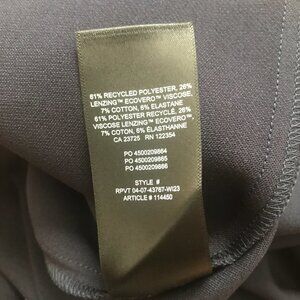 61% RECYCLED POLYESTER, 26%
LENZING™ ECOVERO™ VISCOSE,
7% COTTON, 6% ELASTANE
61% POLYESTER RECYCLÉ, 26%
VISCOSE LENZING™ ECOVERO™,
7% COTON, 6% ÉLASTHANNE
CA 23725 RN 122354
PO 4500209864
PO 4500209865
PO 4500209866
STYLE #
RPVT 04-07-43767-WI23
ARTICLE # 114450